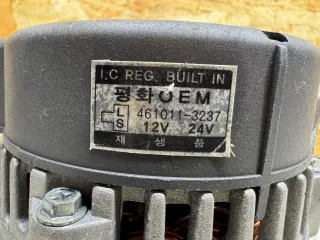 I.C REG. BUILT IN
평화OEM
L
S
461011-3237
12V 24V
재 생 품